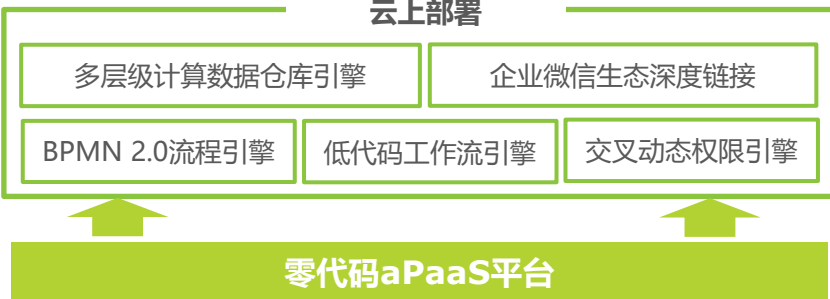 云上部署
多层级计算数据仓库引擎
企业微信生态深度链接
BPMN 2.0流程引擎
低代码工作流引擎
交叉动态权限引擎
零代码aPaaS平台